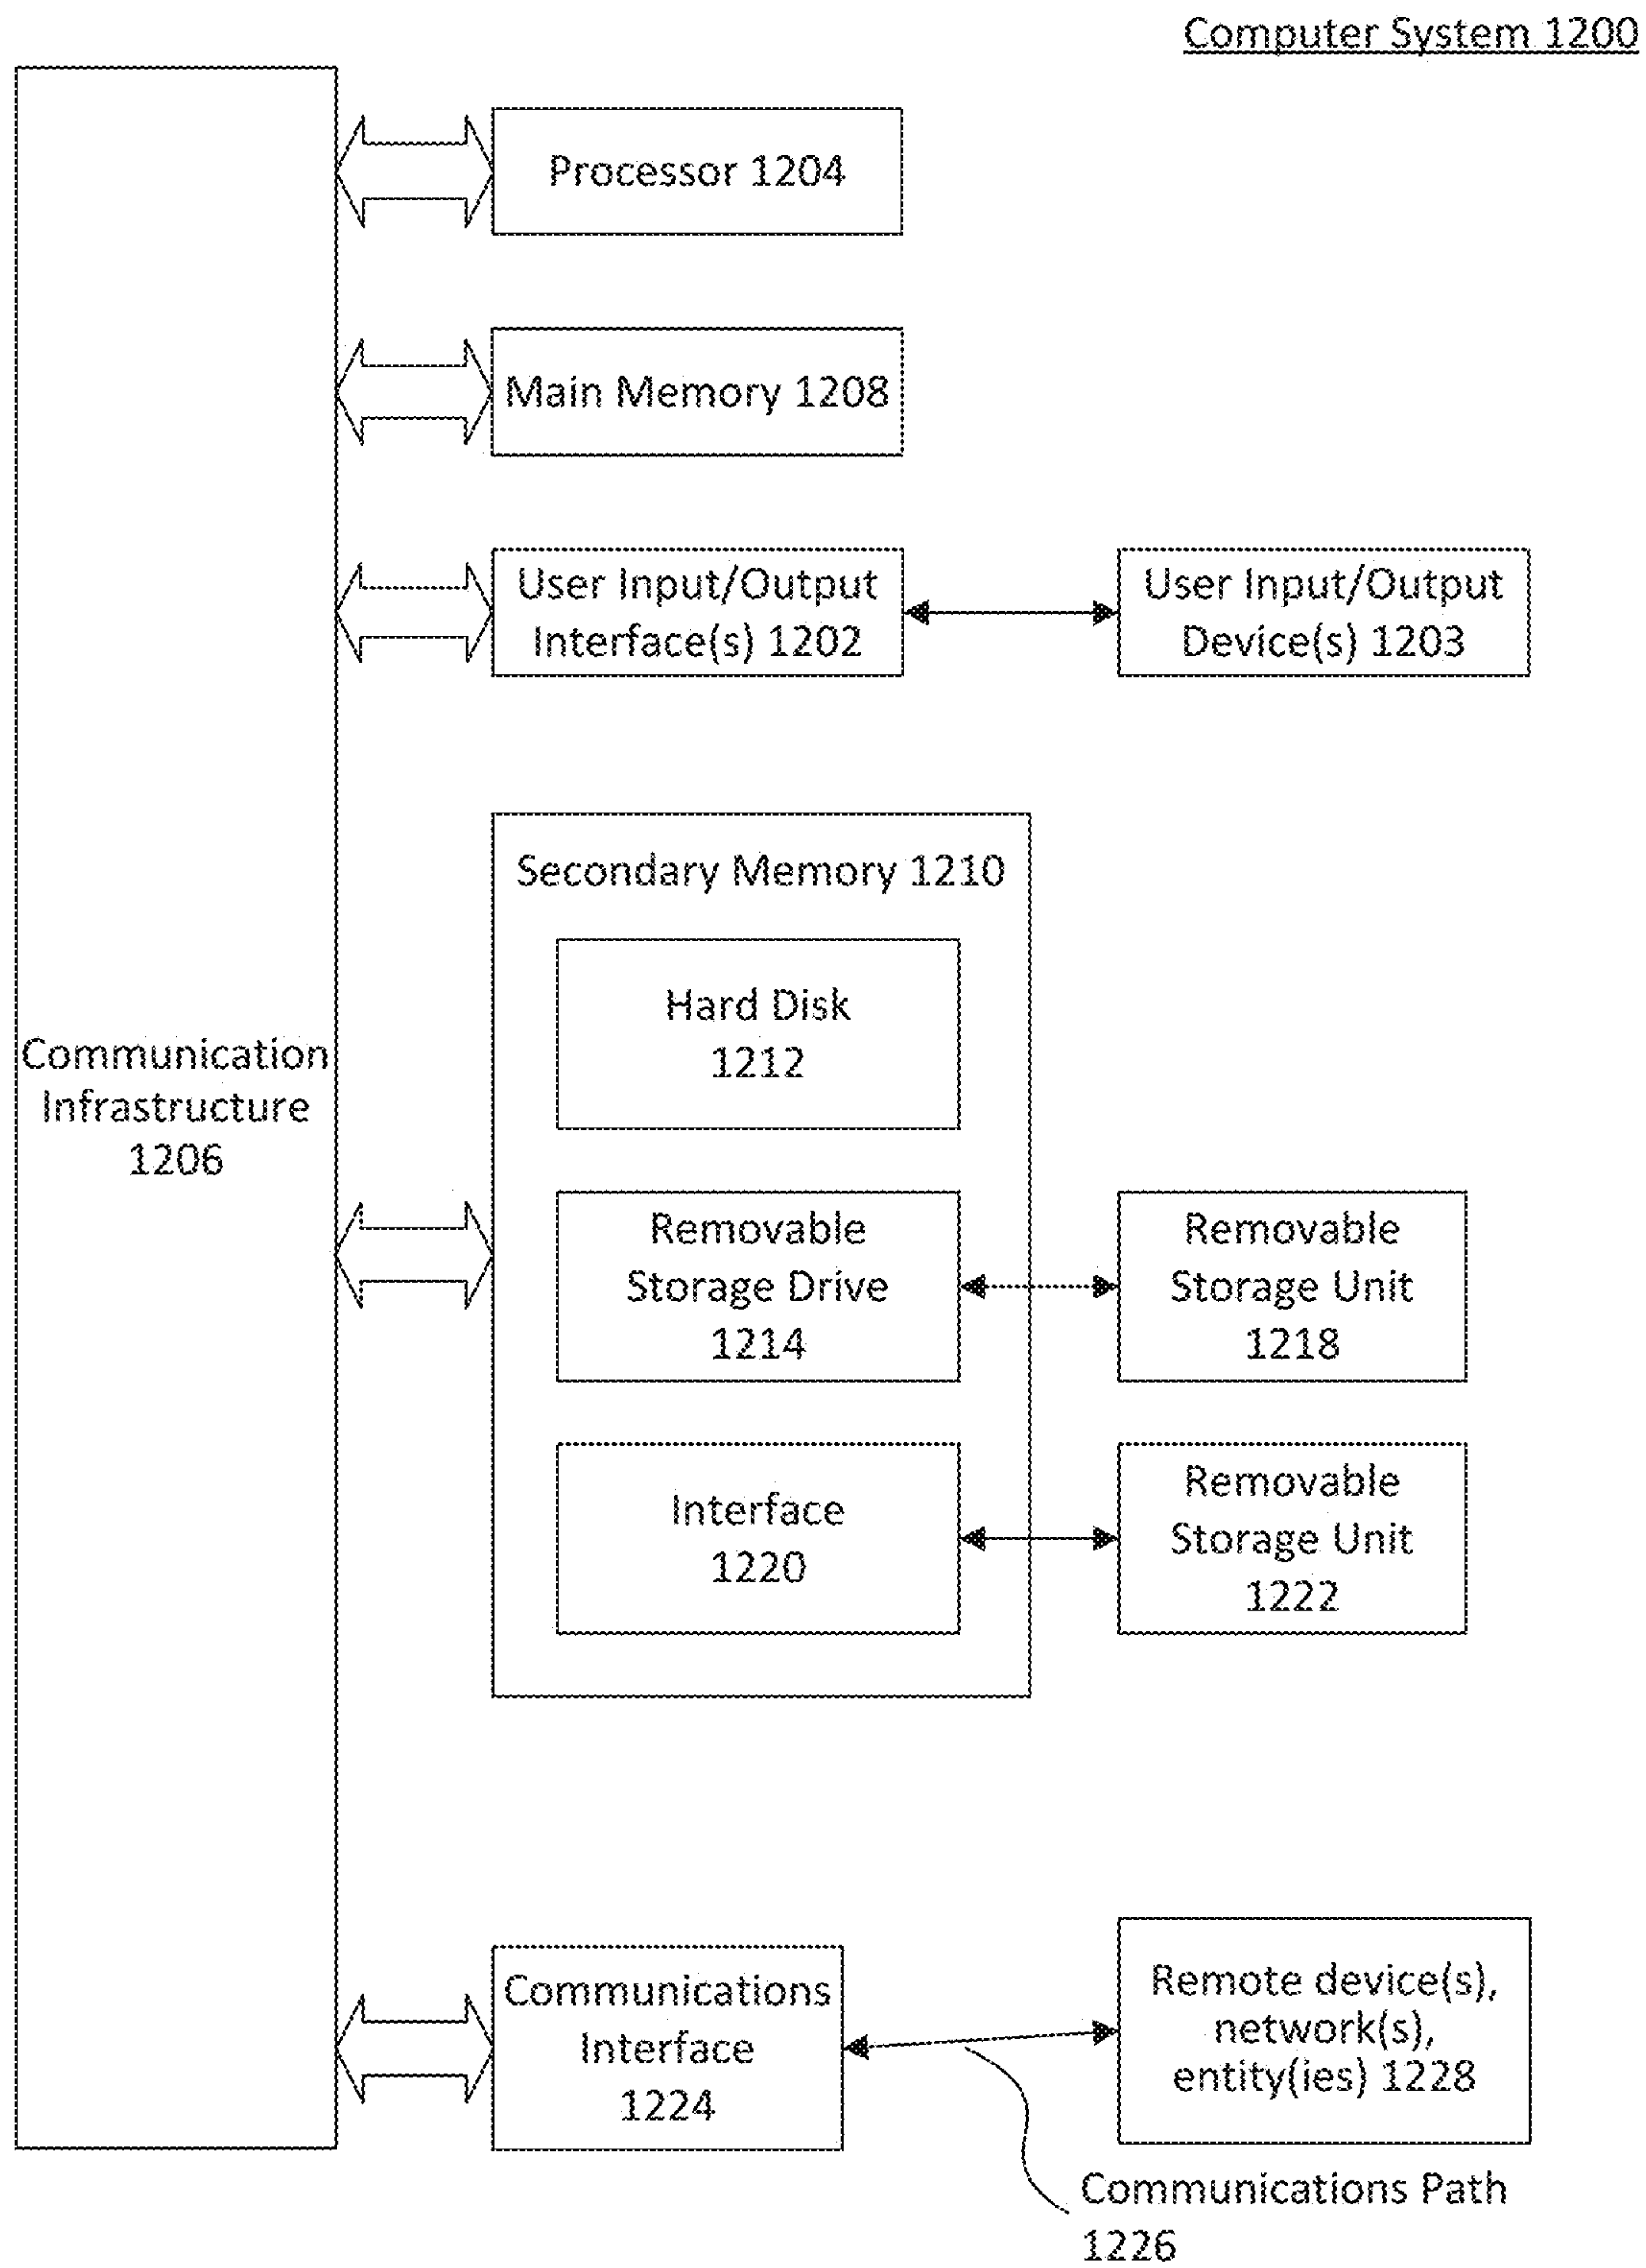 Computer System 1200
Processor 1204
Main Memory 1208
User Input/Output
Interface(s) 1202
User Input/Output
Device(s) 1203
Secondary Memory 1210
Hard Disk
1212
Communication
Infrastructure
1206
Removable
Storage Drive
1214
Removable
Storage Unit
1218
Interface
1220
Removable
Storage Unit
1222
Communications
Interface
1224
Remote device(s),
network(s),
entity(ies) 1228
Communications Path
1226